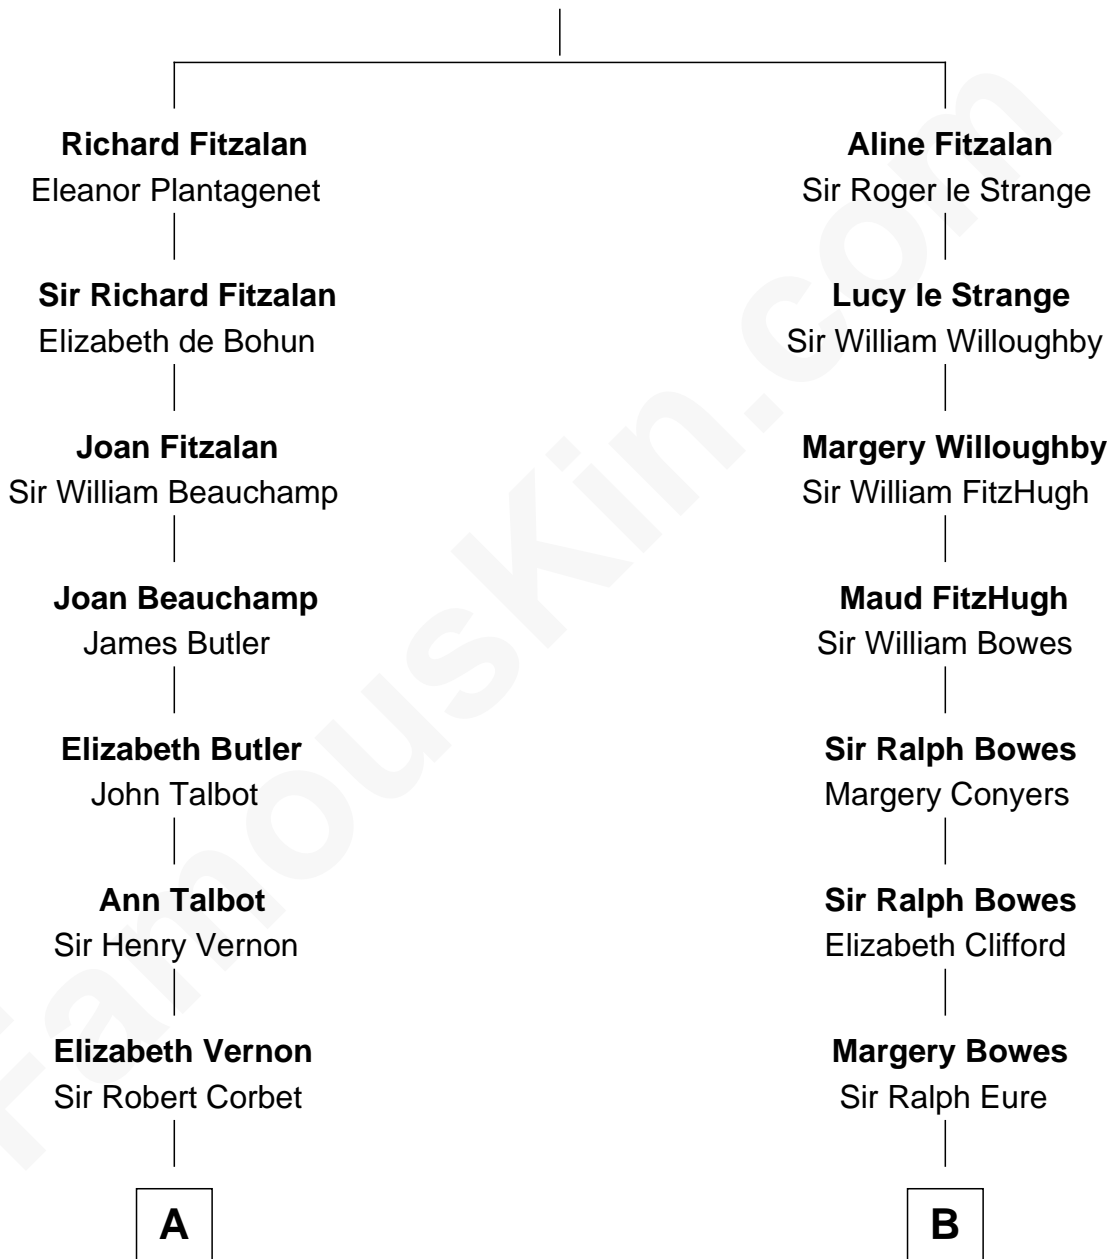 Richard Fitzalan
Eleanor Plantagenet
Aline Fitzalan
Sir Roger le Strange
Sir Richard Fitzalan
Elizabeth de Bohun
Lucy le Strange
Sir William Willoughby
Joan Fitzalan
Sir William Beauchamp
Margery Willoughby
Sir William FitzHugh
Joan Beauchamp
James Butler
Maud FitzHugh
Sir William Bowes
Elizabeth Butler
John Talbot
Sir Ralph Bowes
Margery Conyers
Ann Talbot
Sir Henry Vernon
Sir Ralph Bowes
Elizabeth Clifford
Elizabeth Vernon
Sir Robert Corbet
Margery Bowes
Sir Ralph Eure
A
B
FamousKin.com